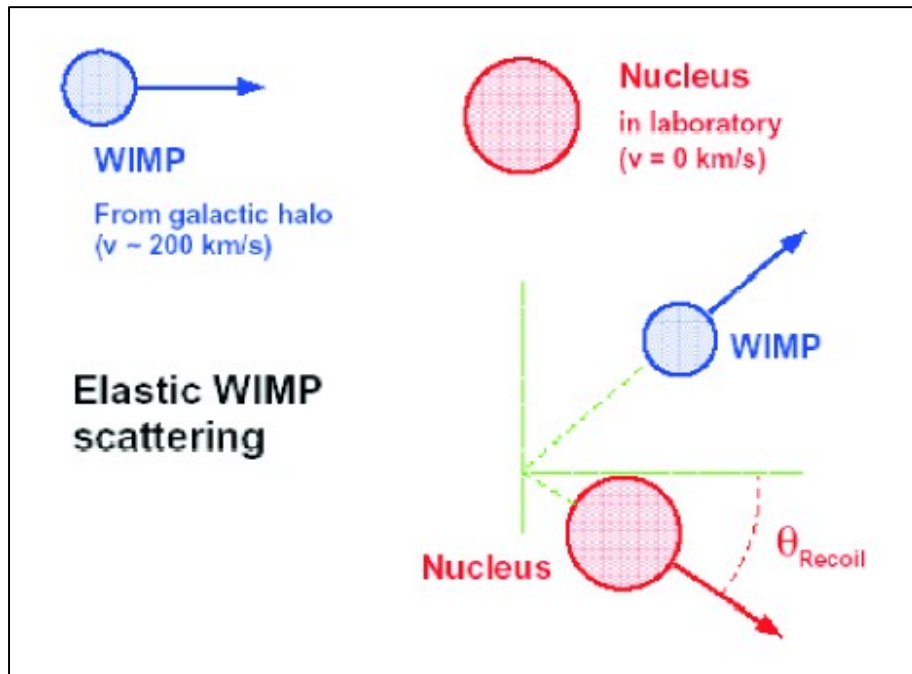 WIMP
From galactic halo
(v ~ 200 km/s)
Nucleus
in laboratory
(v = 0 km/s)
WIMP
Elastic WIMP
scattering
Nucleus
θRecoil